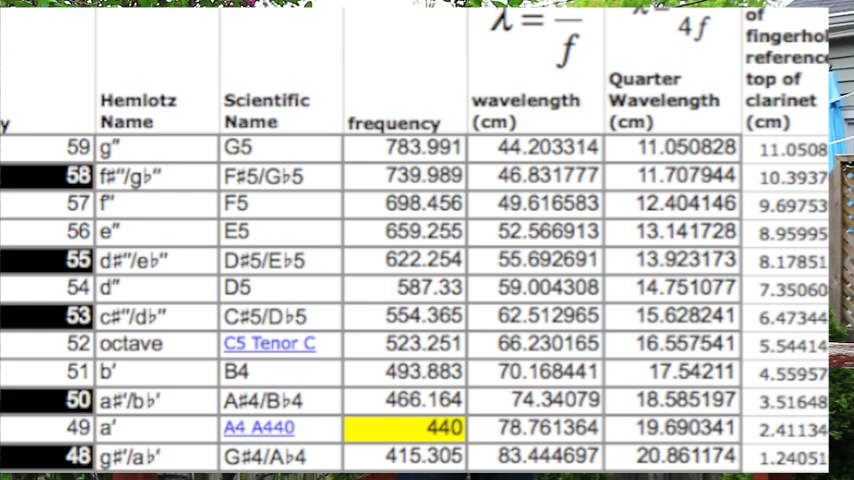 λ = f
4f
of
fingerhol
reference
Quarter top of
Hemlotz Scientific wavelength Wavelength clarinet
y Name Name frequency (cm) (cm) (cm)
59 g″ G5 783.991 44.203314 11.050828 11.0508
58 f♯″/g♭″ F♯5/G♭5 739.989 46.831777 11.707944 10.3937
57 f″ F5 698.456 49.616583 12.404146 9.69753
56 e″ E5 659.255 52.566913 13.141728 8.95995
55 d♯″/e♭″ D♯5/E♭5 622.254 55.692691 13.923173 8.17851
54 d″ D5 587.33 59.004308 14.751077 7.35060
53 c♯″/d♭″ C♯5/D♭5 554.365 62.512965 15.628241 6.47344
52 octave C5 Tenor C 523.251 66.230165 16.557541 5.54414
51 b′ B4 493.883 70.168441 17.54211 4.55957
50 a♯′/b♭′ A♯4/B♭4 466.164 74.34079 18.585197 3.51648
49 a′ A4 A440 440 78.761364 19.690341 2.41134
48 g♯′/a♭′ G♯4/A♭4 415.305 83.444697 20.861174 1.24051